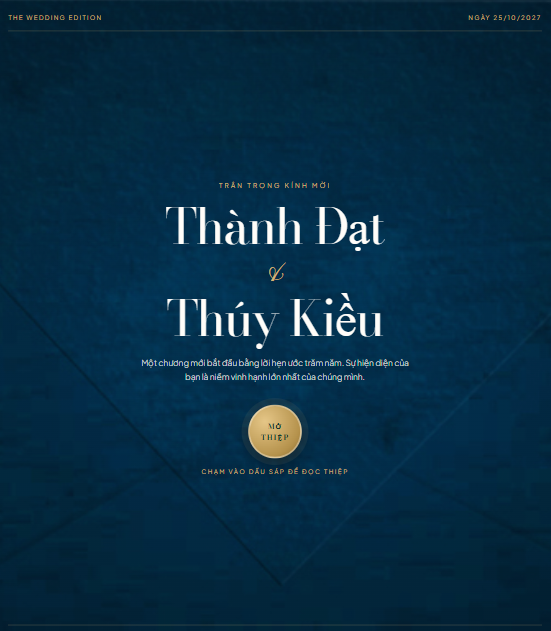 THE WEDDING EDITION
NGÀY 25/10/2027
TRÂN TRỌNG KÍNH MỜI
Thành Đạt
&
Thúy Kiều
Một chương mới bắt đầu bằng lời hẹn ước trăm năm. Sự hiện diện của
bạn là niềm vinh hạnh lớn nhất của chúng mình.
MỞ
THIỆP
CHẠM VÀO DẤU SÁP ĐỂ ĐỌC THIỆP